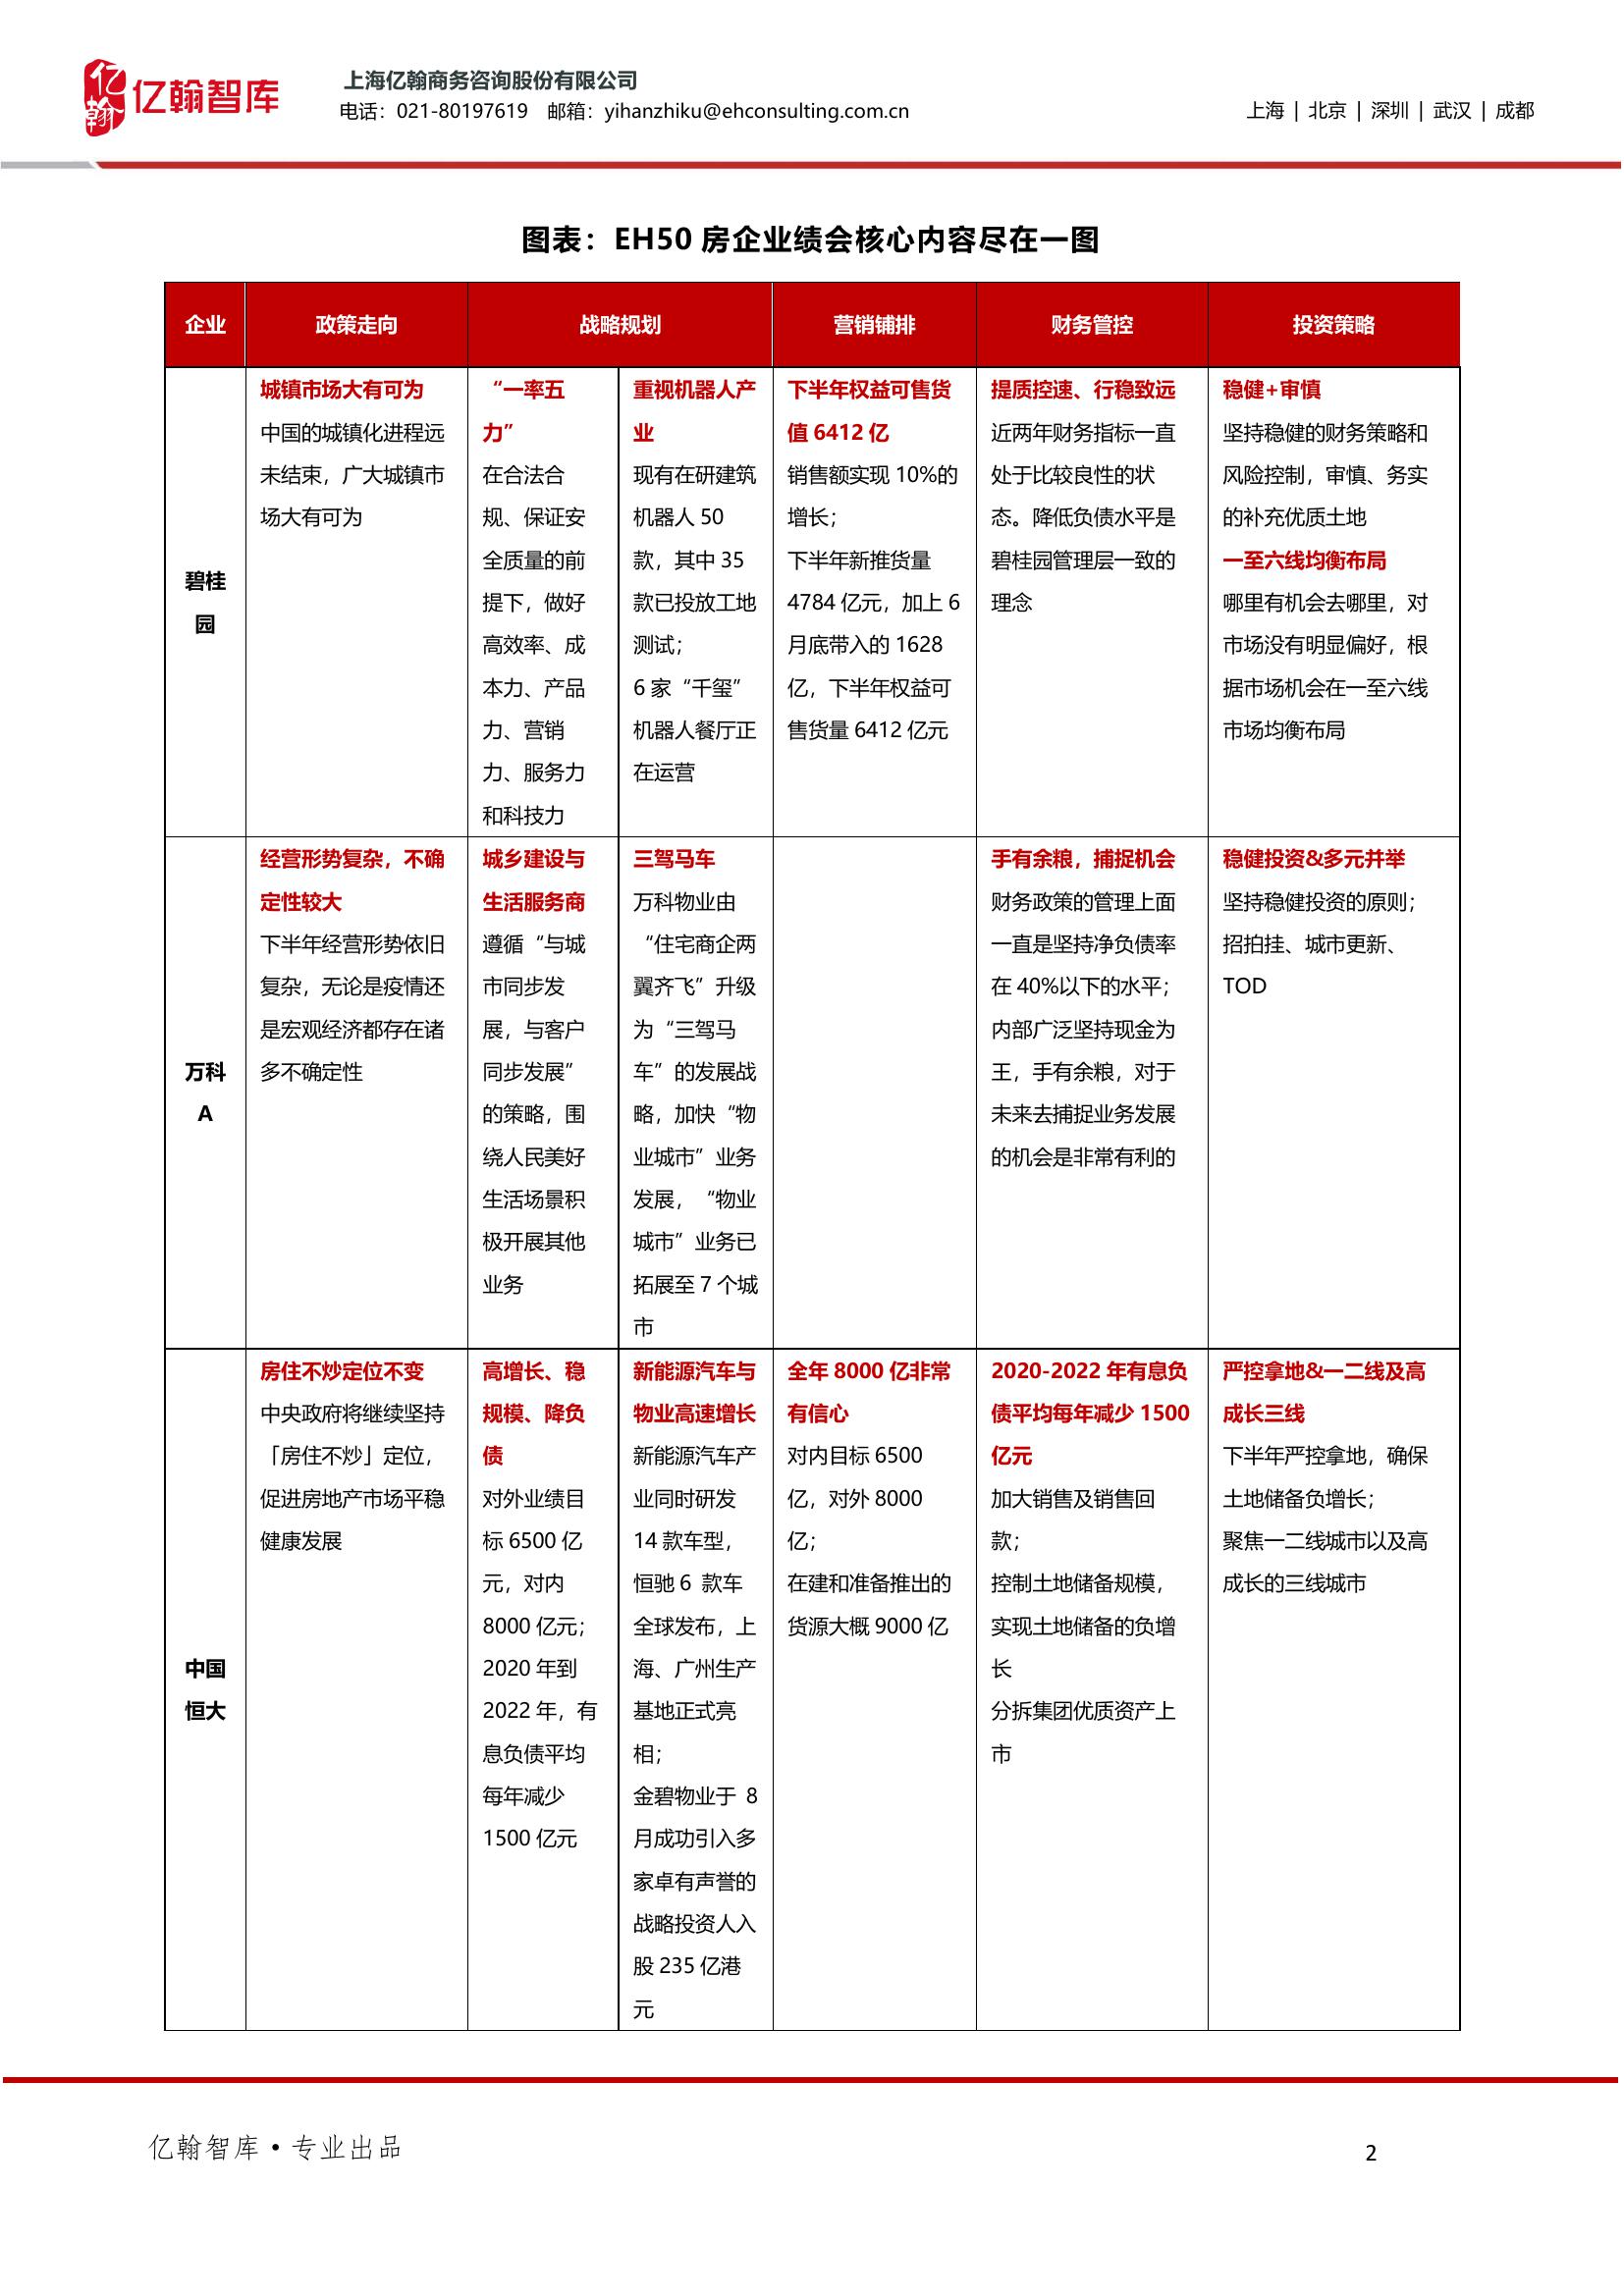 亿翰
亿翰智库
上海亿翰商务咨询股份有限公司
电话：021-80197619 邮箱：yihanzhiku@ehconsulting.com.cn
上海 | 北京 | 深圳 | 武汉 | 成都
图表：EH50 房企业绩会核心内容尽在一图
企业 政策走向 战略规划 营销铺排 财务管控 投资策略
碧桂
园
城镇市场大有可为
中国的城镇化进程远
未结束，广大城镇市
场大有可为
“一率五
力”
在合法合
规、保证安
全质量的前
提下，做好
高效率、成
本力、产品
力、营销
力、服务力
和科技力
重视机器人产
业
现有在研建筑
机器人 50
款，其中 35
款已投放工地
测试；
6 家“千玺”
机器人餐厅正
在运营
下半年权益可售货
值 6412 亿
销售额实现 10%的
增长；
下半年新推货量
4784 亿元，加上 6
月底带入的 1628
亿，下半年权益可
售货量 6412 亿元
提质控速、行稳致远
近两年财务指标一直
处于比较良性的状
态。降低负债水平是
碧桂园管理层一致的
理念
稳健+审慎
坚持稳健的财务策略和
风险控制，审慎、务实
的补充优质土地
一至六线均衡布局
哪里有机会去哪里，对
市场没有明显偏好，根
据市场机会在一至六线
市场均衡布局
万科
A
经营形势复杂，不确
定性较大
下半年经营形势依旧
复杂，无论是疫情还
是宏观经济都存在诸
多不确定性
城乡建设与
生活服务商
遵循“与城
市同步发
展，与客户
同步发展”
的策略，围
绕人民美好
生活场景积
极开展其他
业务
三驾马车
万科物业由
“住宅商企两
翼齐飞”升级
为“三驾马
车”的发展战
略，加快“物
业城市”业务
发展，“物业
城市”业务已
拓展至 7 个城
市
手有余粮，捕捉机会
财务政策的管理上面
一直是坚持净负债率
在 40%以下的水平；
内部广泛坚持现金为
王，手有余粮，对于
未来去捕捉业务发展
的机会是非常有利的
稳健投资&多元并举
坚持稳健投资的原则；
招拍挂、城市更新、
TOD
中国
恒大
房住不炒定位不变
中央政府将继续坚持
「房住不炒」定位，
促进房地产市场平稳
健康发展
高增长、稳
规模、降负
债
对外业绩目
标 6500 亿
元，对内
8000 亿元；
2020 年到
2022 年，有
息负债平均
每年减少
1500 亿元
新能源汽车与
物业高速增长
新能源汽车产
业同时研发
14 款车型，
恒驰 6 款车
全球发布，上
海、广州生产
基地正式亮
相；
金碧物业于 8
月成功引入多
家卓有声誉的
战略投资人入
股 235 亿港
元
全年 8000 亿非常
有信心
对内目标 6500
亿，对外 8000
亿；
在建和准备推出的
货源大概 9000 亿
2020-2022 年有息负
债平均每年减少 1500
亿元
加大销售及销售回
款；
控制土地储备规模，
实现土地储备的负增
长
分拆集团优质资产上
市
严控拿地&一二线及高
成长三线
下半年严控拿地，确保
土地储备负增长；
聚焦一二线城市以及高
成长的三线城市
亿翰智库•专业出品
2